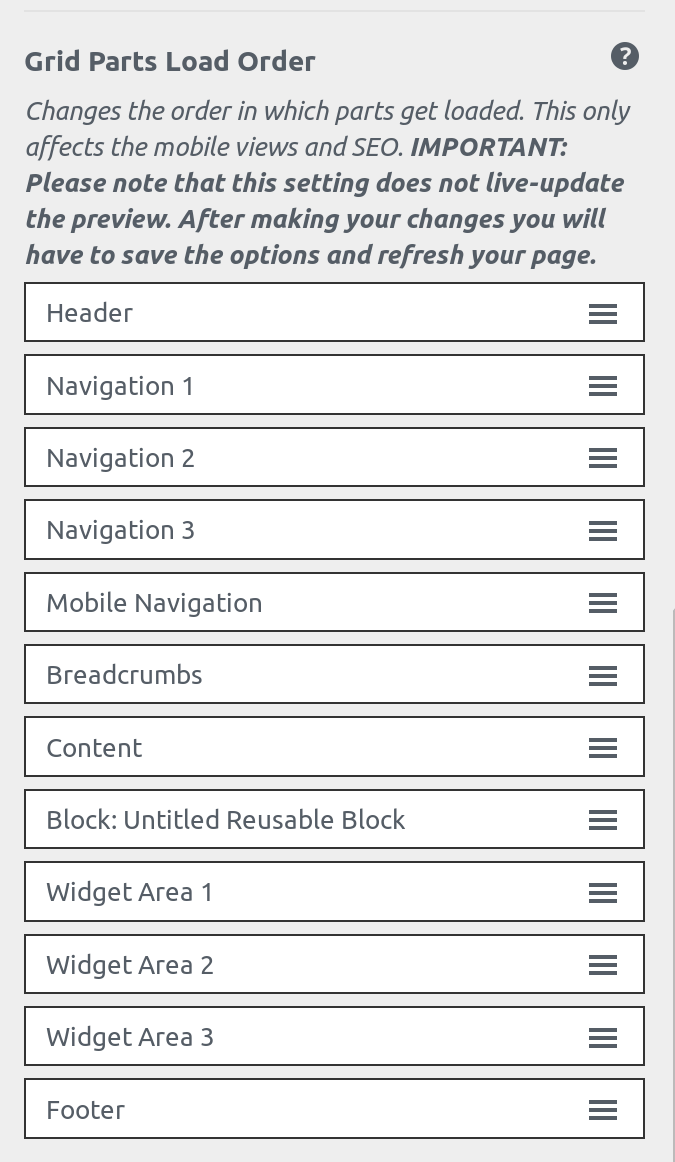 Grid Parts Load Order
?
Changes the order in which parts get loaded. This only
affects the mobile views and SEO. IMPORTANT:
Please note that this setting does not live-update
the preview. After making your changes you will
have to save the options and refresh your page.
Header
Navigation 1
Navigation 2
Navigation 3
Mobile Navigation
Breadcrumbs
Content
Block: Untitled Reusable Block
Widget Area 1
Widget Area 2
Widget Area 3
Footer